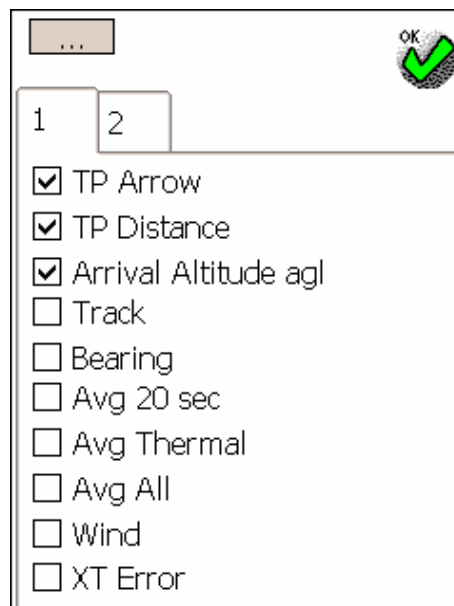 ...
OK
1
2
TP Arrow
TP Distance
Arrival Altitude agl
Track
Bearing
Avg 20 sec
Avg Thermal
Avg All
Wind
XT Error